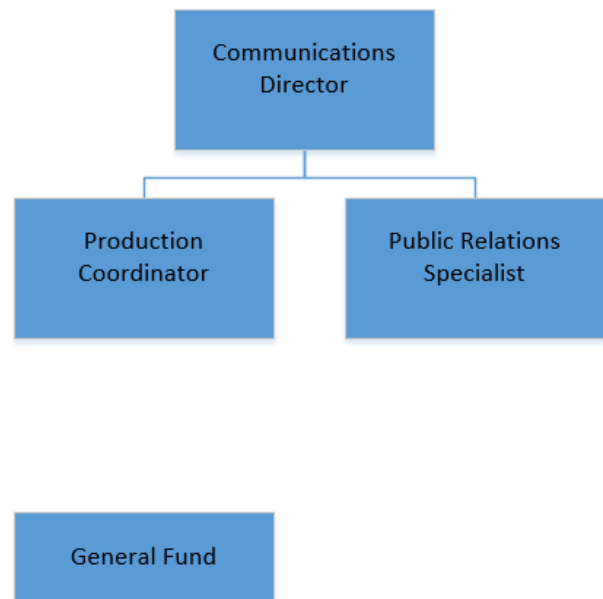 Communications
Director
Production
Coordinator
Public Relations
Specialist
General Fund